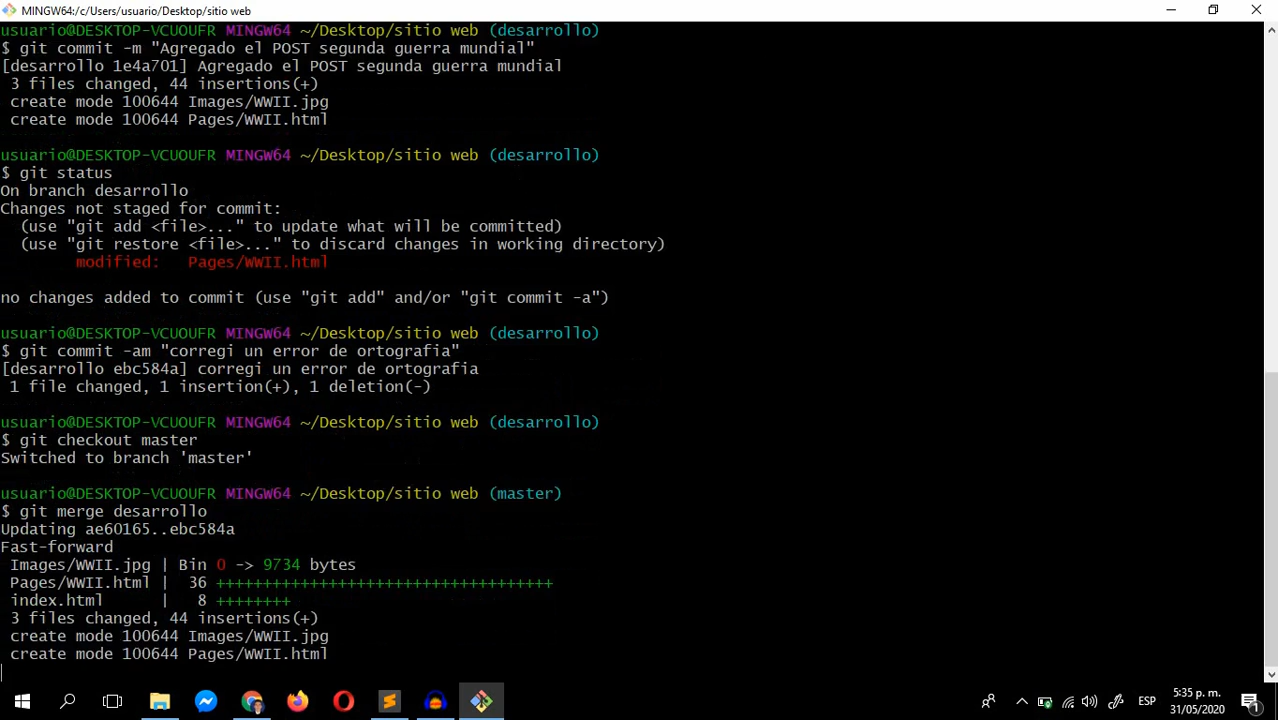 MINGW64:/c/Users/usuario/Desktop/sitio web
usuario@DESKTOP-VCUOUFR MINGW64 ~/Desktop/sitio web (desarrollo)
$ git commit -m "Agregado el POST segunda guerra mundial"
[desarrollo 1e4a701] Agregado el POST segunda guerra mundial
3 files changed, 44 insertions(+)
create mode 100644 Images/WWII.jpg
create mode 100644 Pages/WWII.html
usuario@DESKTOP-VCUOUFR MINGW64 ~/Desktop/sitio web (desarrollo)
$ git status
On branch desarrollo
Changes not staged for commit:
(use "git add <file>..." to update what will be committed)
(use "git restore <file>..." to discard changes in working directory)
modified: Pages/WWII.html
no changes added to commit (use "git add" and/or "git commit -a")
usuario@DESKTOP-VCUOUFR MINGW64 ~/Desktop/sitio web (desarrollo)
$ git commit -am "corregi un error de ortografia"
[desarrollo ebc584a] corregi un error de ortografia
1 file changed, 1 insertion(+), 1 deletion(-)
usuario@DESKTOP-VCUOUFR MINGW64 ~/Desktop/sitio web (desarrollo)
$ git checkout master
Switched to branch 'master'
usuario@DESKTOP-VCUOUFR MINGW64 ~/Desktop/sitio web (master)
$ git merge desarrollo
Updating ae60165..ebc584a
Fast-forward
Images/WWII.jpg | Bin 0 -> 9734 bytes
Pages/WWII.html | 36 ++++++++++++++++++++++++++++++++++++
index.html | 8 ++++++++
3 files changed, 44 insertions(+)
create mode 100644 Images/WWII.jpg
create mode 100644 Pages/WWII.html
ESP
5:35 p. m.
31/05/2020
1